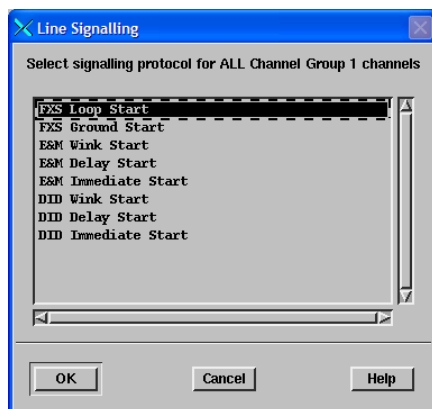 Line Signalling
Select signalling protocol for ALL Channel Group 1 channels
FXS Loop Start
FXS Ground Start
E&M Wink Start
E&M Delay Start
E&M Immediate Start
DID Wink Start
DID Delay Start
DID Immediate Start
OK Cancel Help